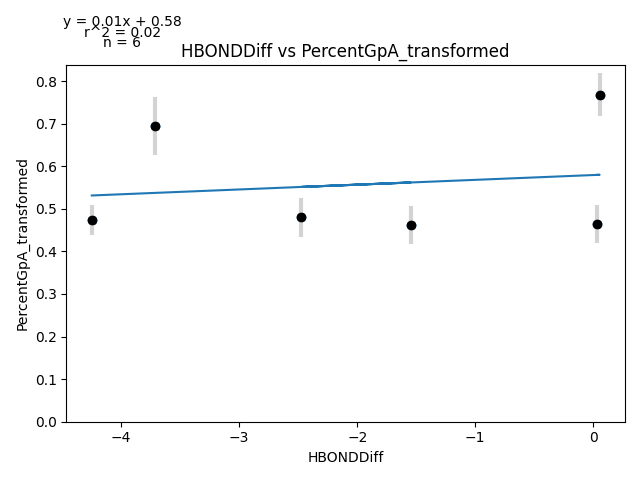 y = 0.01x + 0.58
r^2 = 0.02
n = 6
HBONDDiff vs PercentGpA_transformed
PercentGpA_transformed
0.8
0.7
0.6
0.5
0.4
0.3
0.2
0.1
0.0
−4 −3 −2 −1 0
HBONDDiff